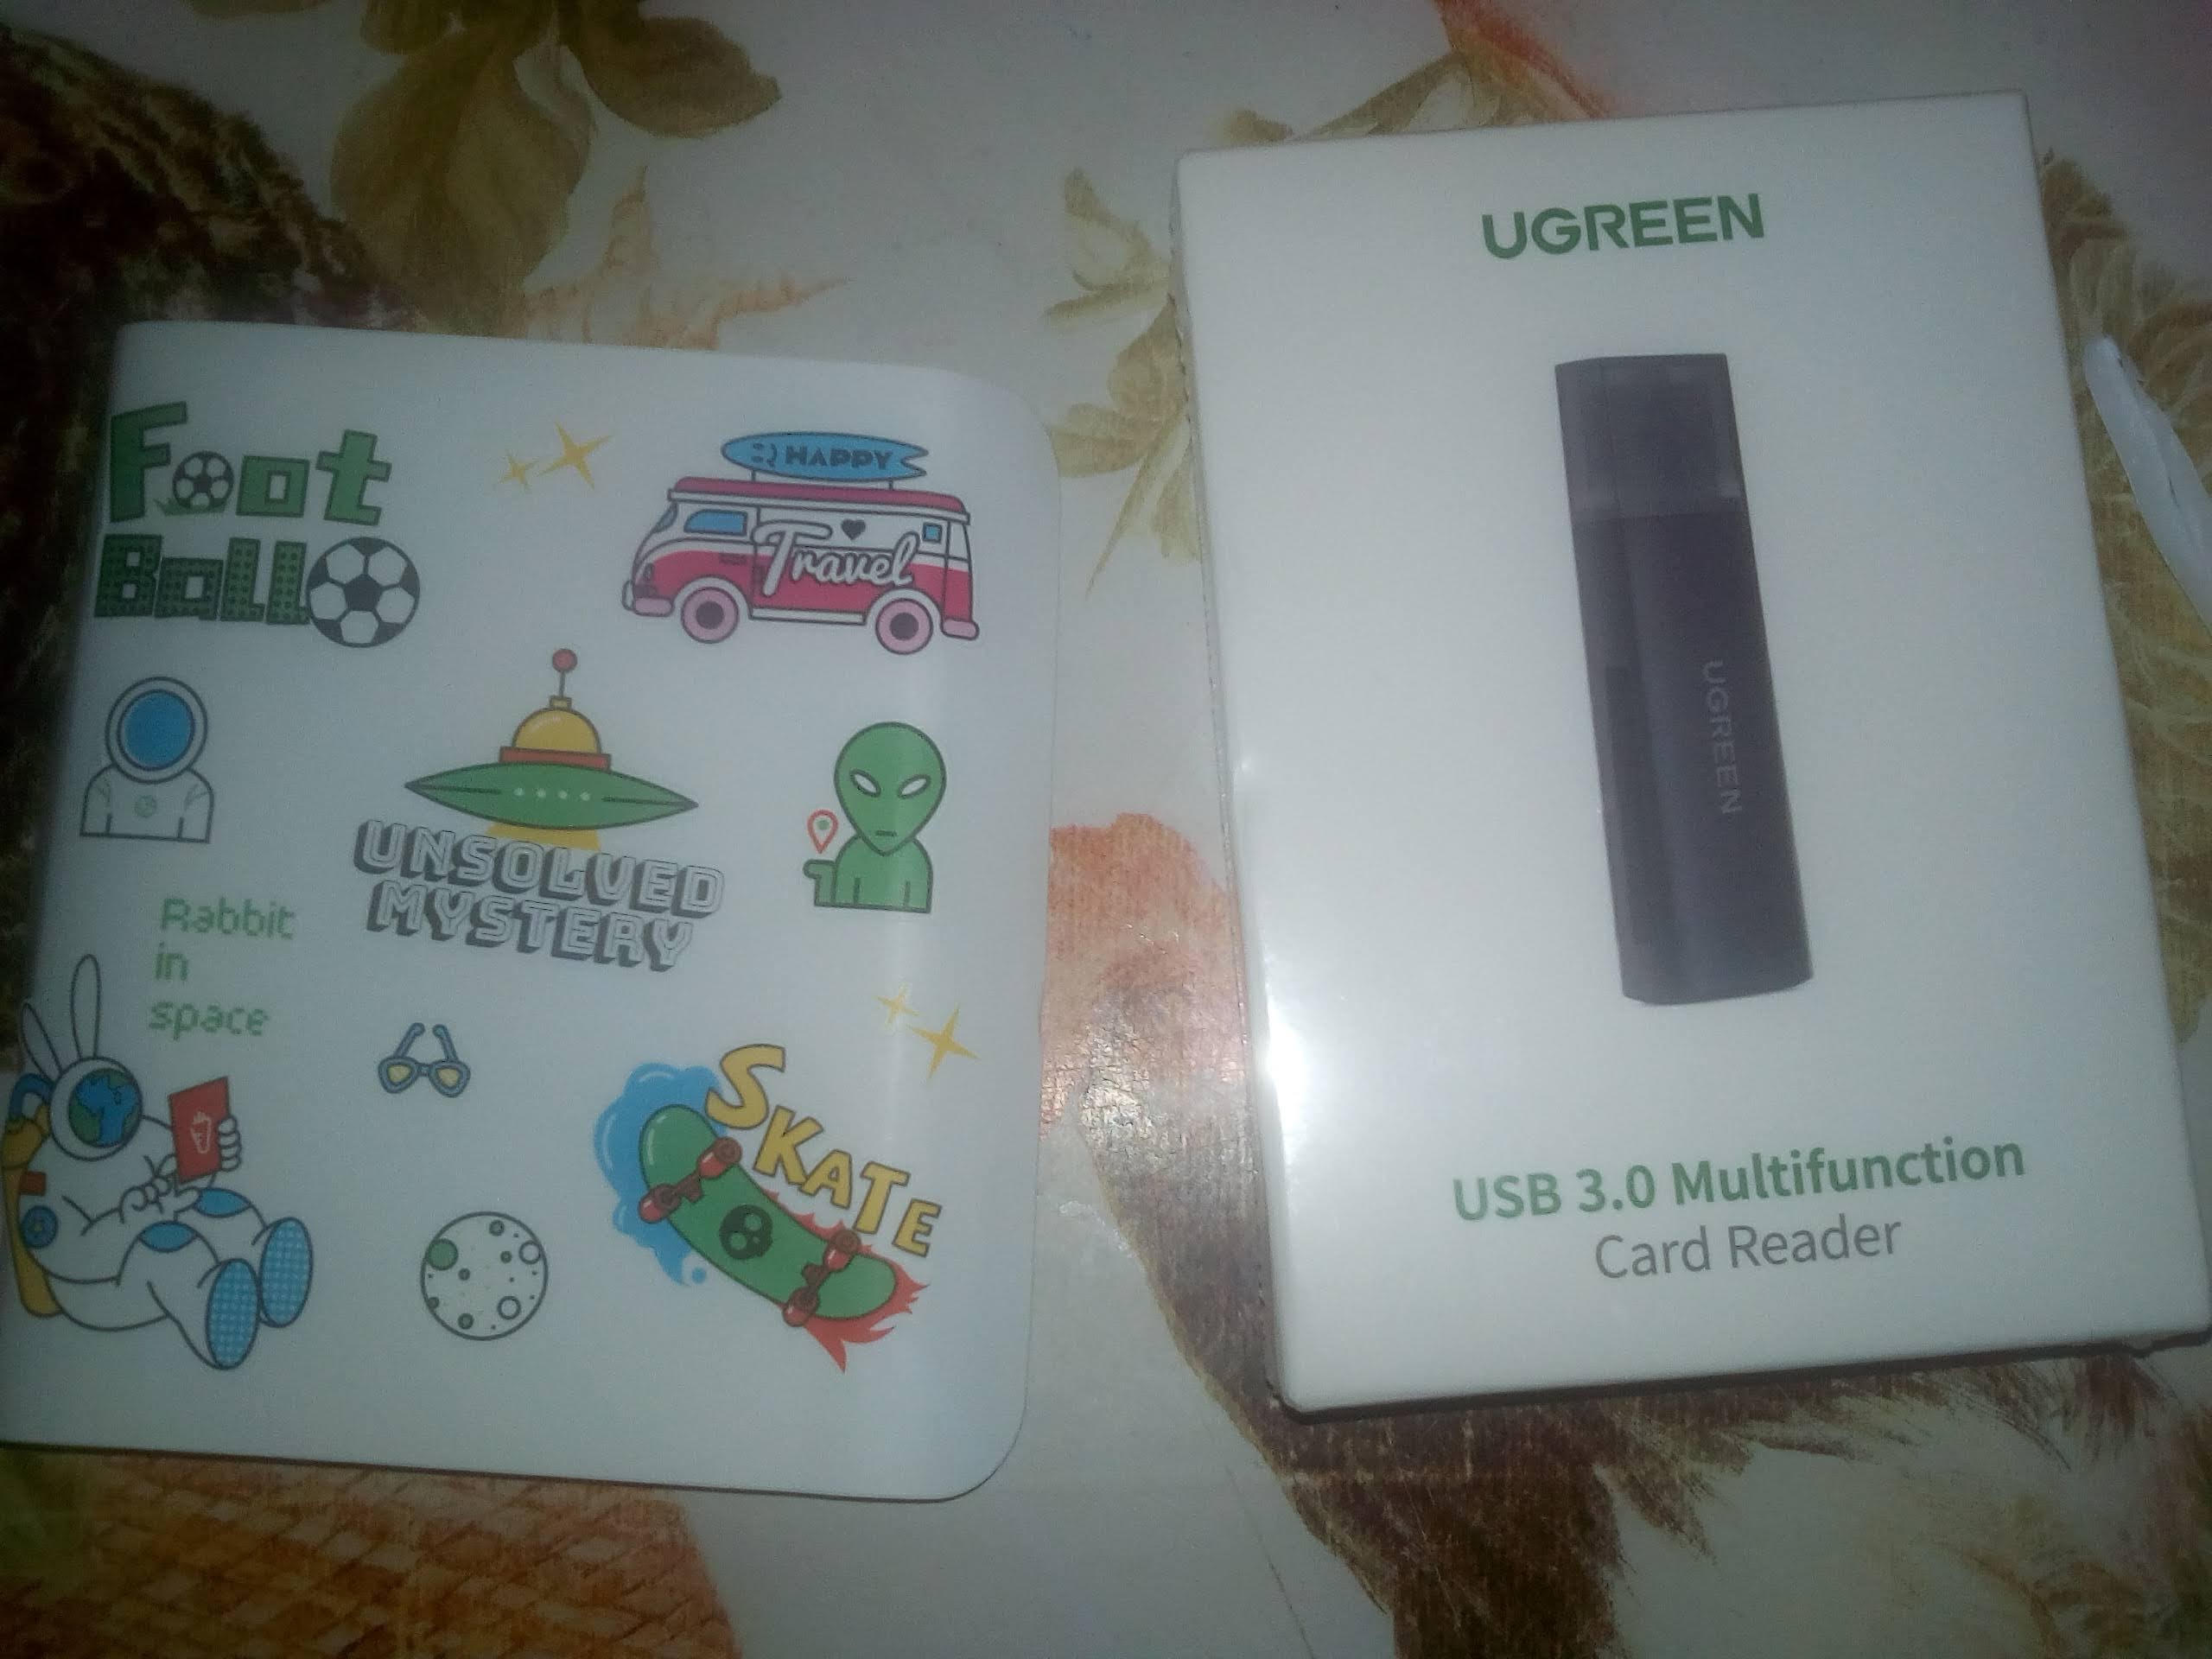 Foot
Ball
:) HAPPY
Travel
UNSOLVED
MYSTERY
Rabbit
in
space
SKATE
UGREEN
UGREEN
USB 3.0 Multifunction
Card Reader